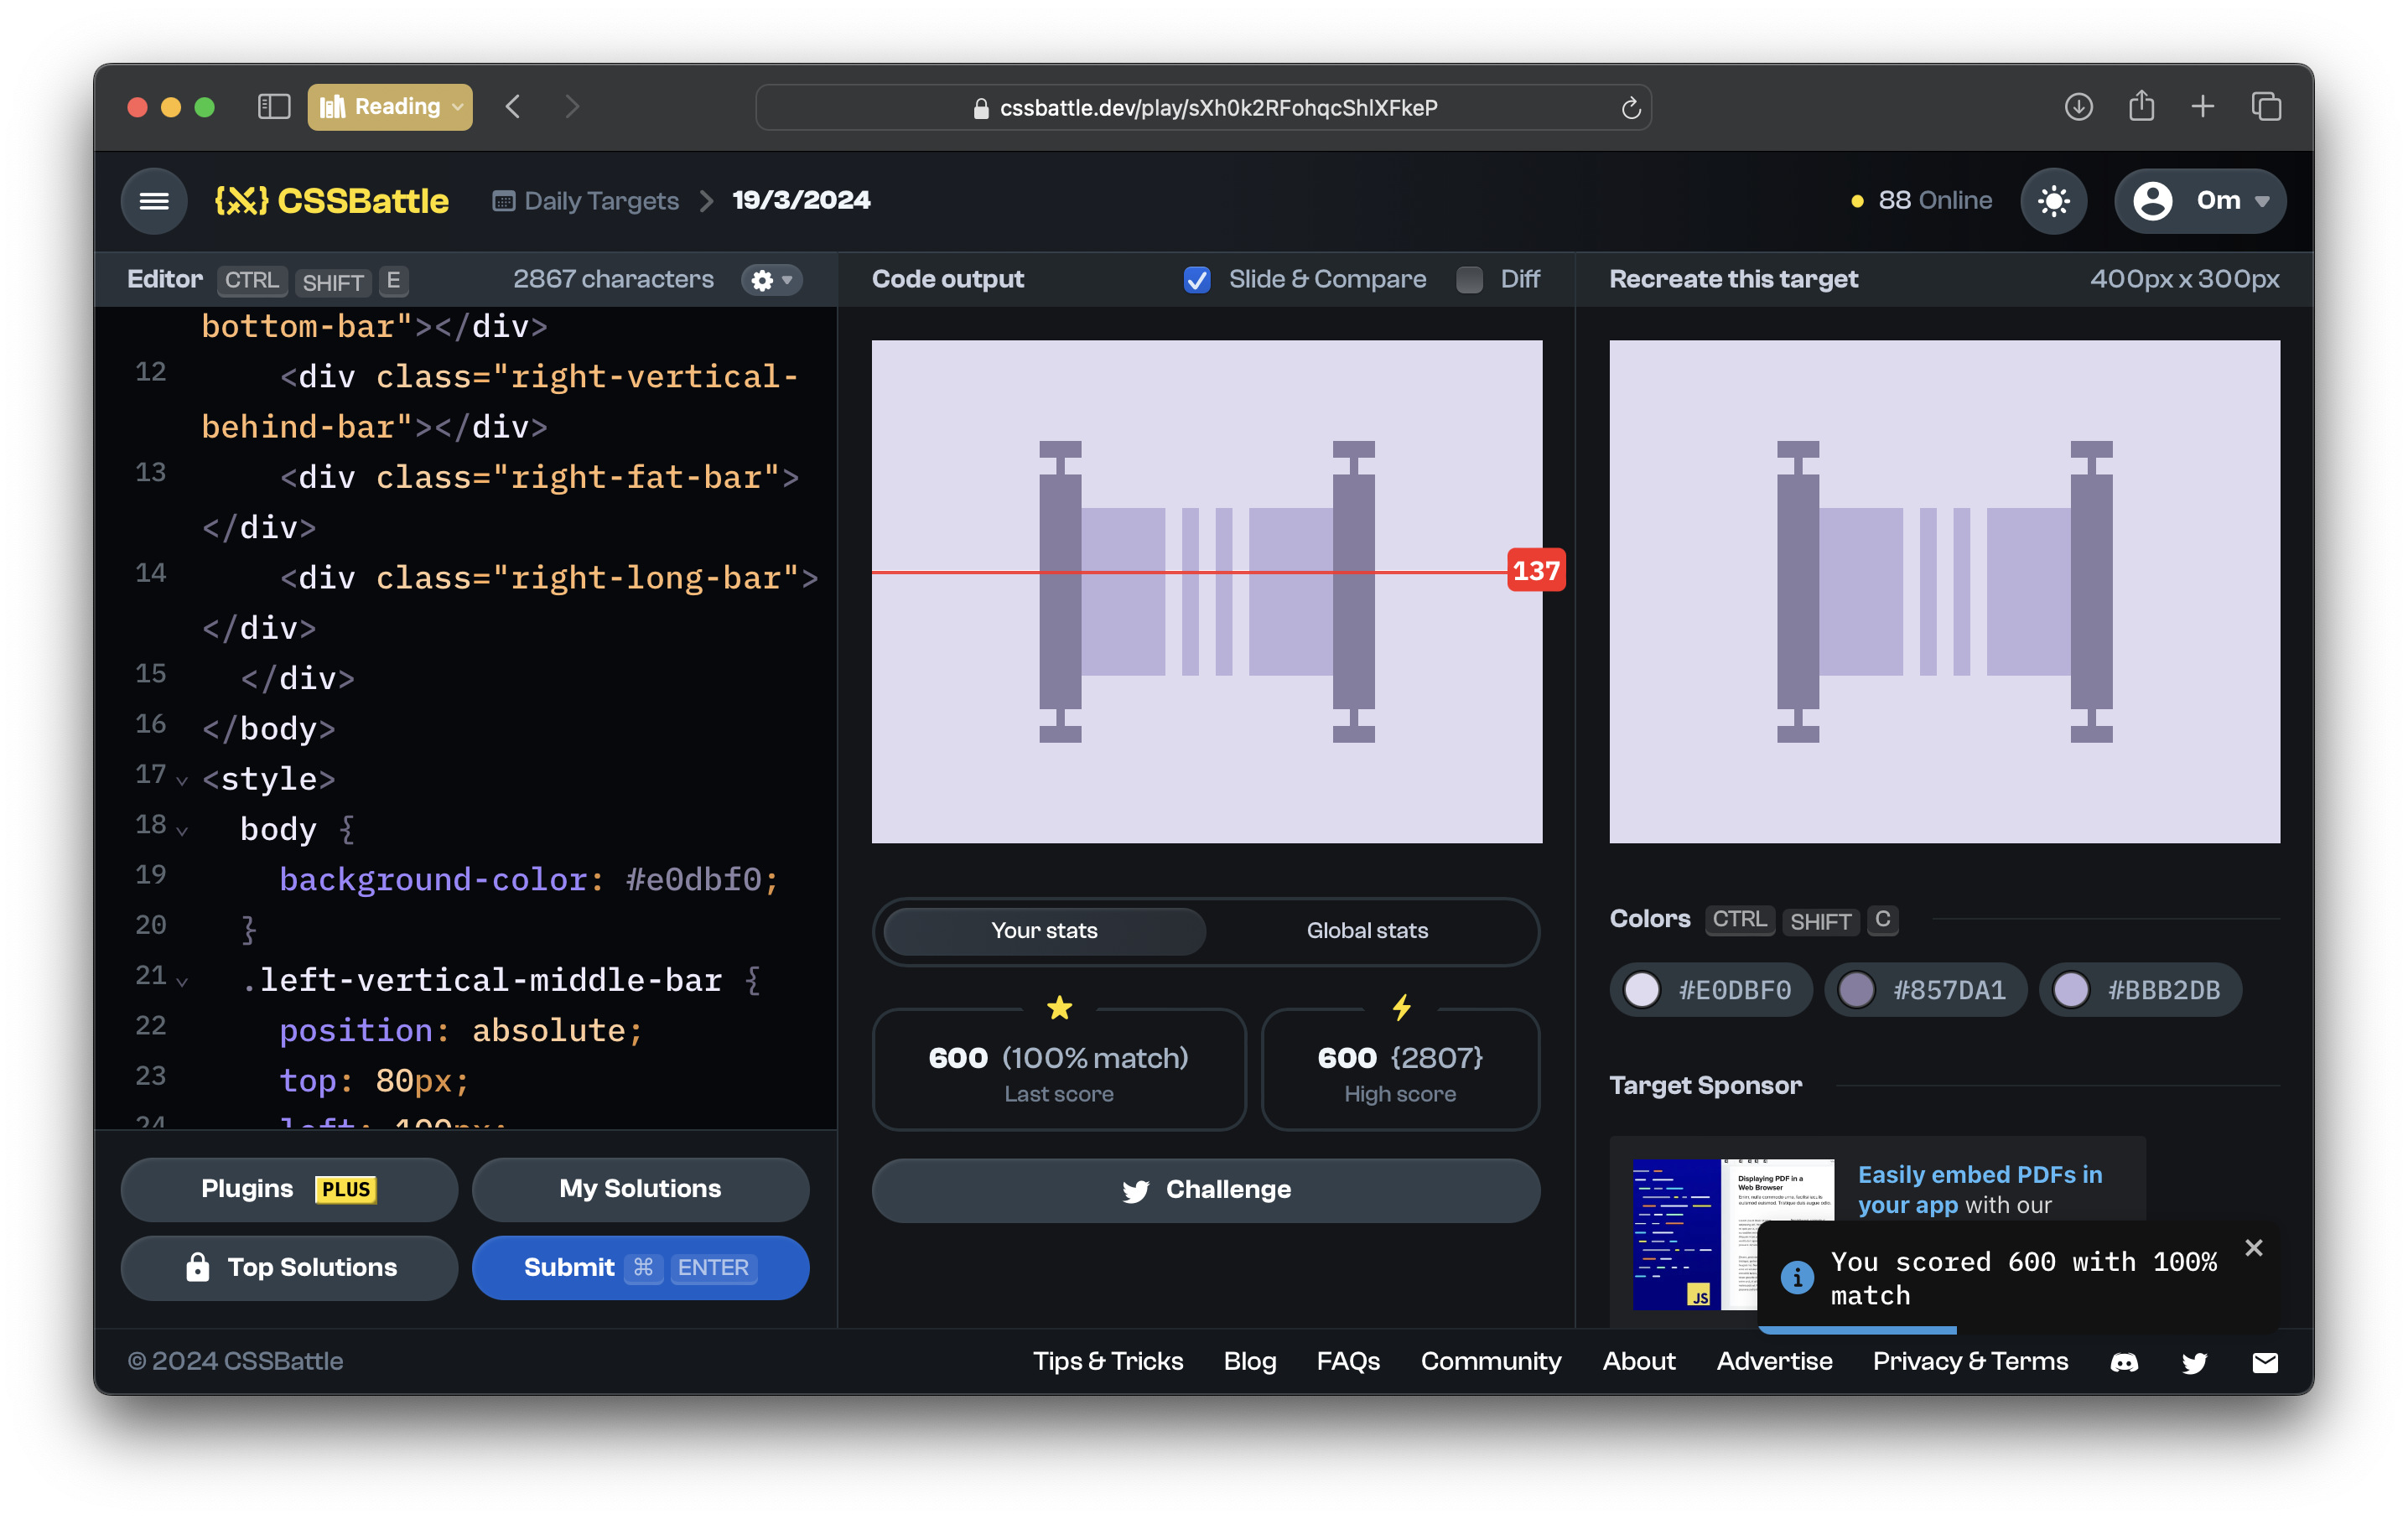 Reading
cssbattle.dev/play/sXh0k2RFohqcShlXFkeP
CSSBattle
Daily Targets
19/3/2024
88 Online
0m
Editor CTRL SHIFT E
2867 characters
bottom-bar"></div>
12 <div class="right-vertical-
behind-bar"></div>
13 <div class="right-fat-bar">
</div>
14 <div class="right-long-bar">
</div>
15 </div>
16 </body>
17 <style>
18 body {
19 background-color: #e0dbf0;
20 }
21 .left-vertical-middle-bar {
22 position: absolute;
23 top: 80px;
24 left: 100px;
Plugins PLUS
My Solutions
Top Solutions
Submit ⌘ ENTER
Code output
Slide & Compare
Diff
137
Your stats
Global stats
600 (100% match)
Last score
600 {2807}
High score
Challenge
Recreate this target
400px x 300px
Colors CTRL SHIFT C
#E0DBF0
#857DA1
#BBB2DB
Target Sponsor
Displaying PDF in a
Web Browser
JS
Easily embed PDFs in
your app with our
You scored 600 with 100%
match
© 2024 CSSBattle
Tips & Tricks
Blog
FAQs
Community
About
Advertise
Privacy & Terms